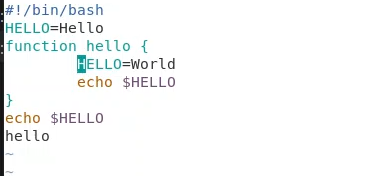 #!/bin/bash
HELLO=Hello
function hello {
        HELLO=World
        echo $HELLO
}
echo $HELLO
hello
~
~